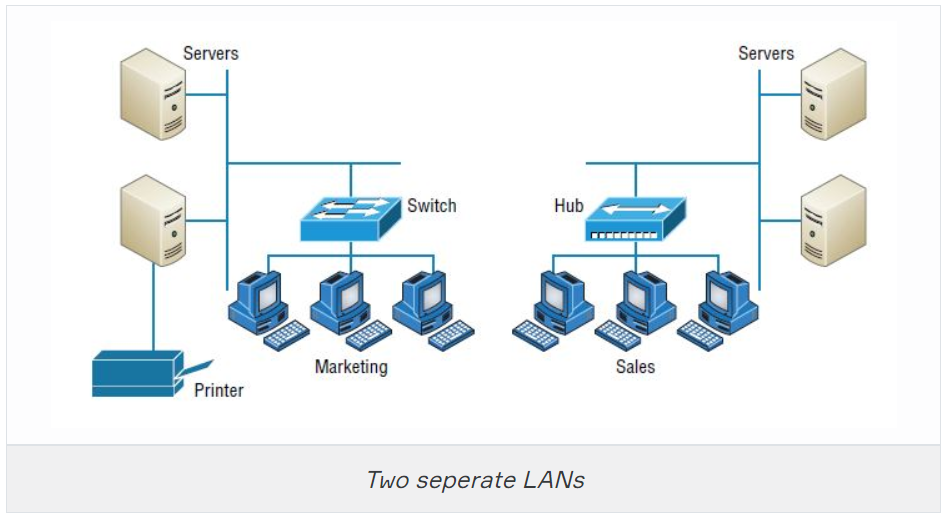 Servers
Servers
Switch
Hub
Marketing
Sales
Printer
Two seperate LANs